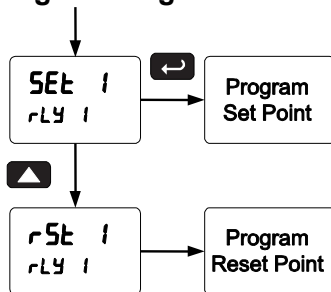 SEt 1
rLY 1
Program
Set Point
rSt 1
rLY 1
Program
Reset Point